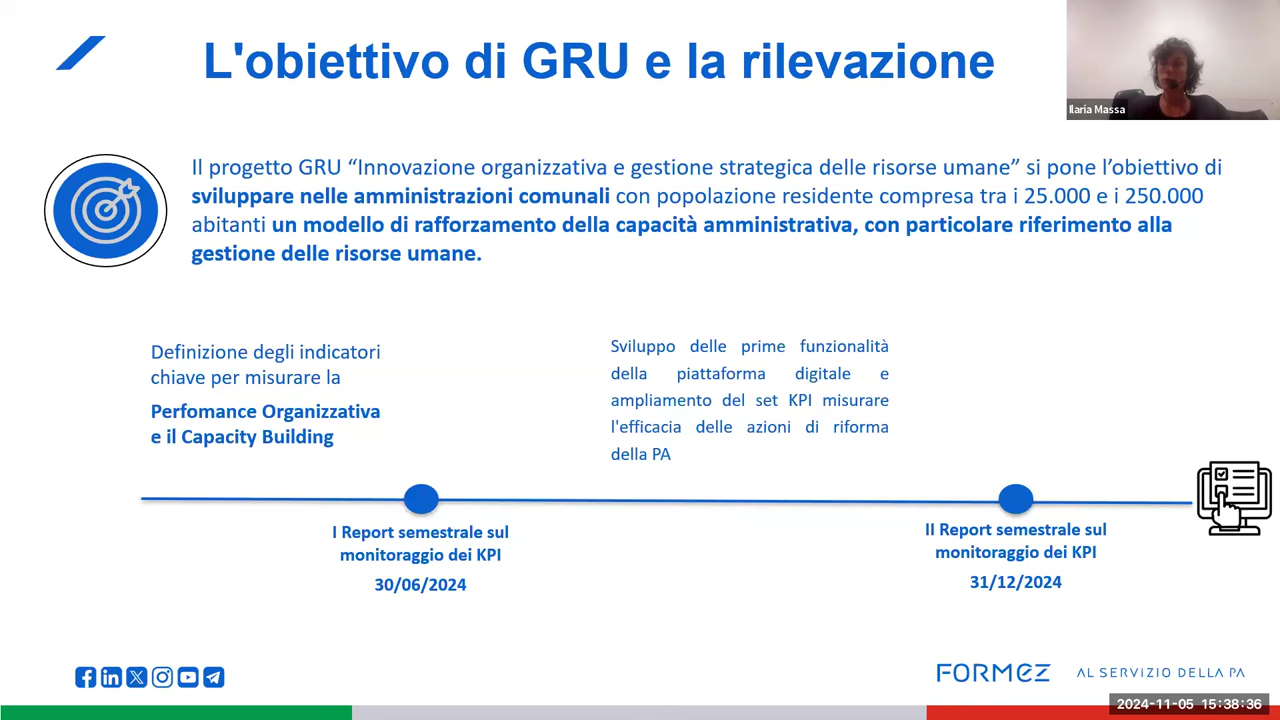 L'obiettivo di GRU e la rilevazione
Ilaria Massa
Il progetto GRU “Innovazione organizzativa e gestione strategica delle risorse umane” si pone l’obiettivo di
sviluppare nelle amministrazioni comunali con popolazione residente compresa tra i 25.000 e i 250.000
abitanti un modello di rafforzamento della capacità amministrativa, con particolare riferimento alla
gestione delle risorse umane.
Definizione degli indicatori
chiave per misurare la
Perfomance Organizzativa
e il Capacity Building
Sviluppo delle prime funzionalità
della piattaforma digitale e
ampliamento del set KPI misurare
l'efficacia delle azioni di riforma
della PA
I Report semestrale sul
monitoraggio dei KPI
30/06/2024
II Report semestrale sul
monitoraggio dei KPI
31/12/2024
FORMEZ AL SERVIZIO DELLA PA
2024-11-05 15:38:36